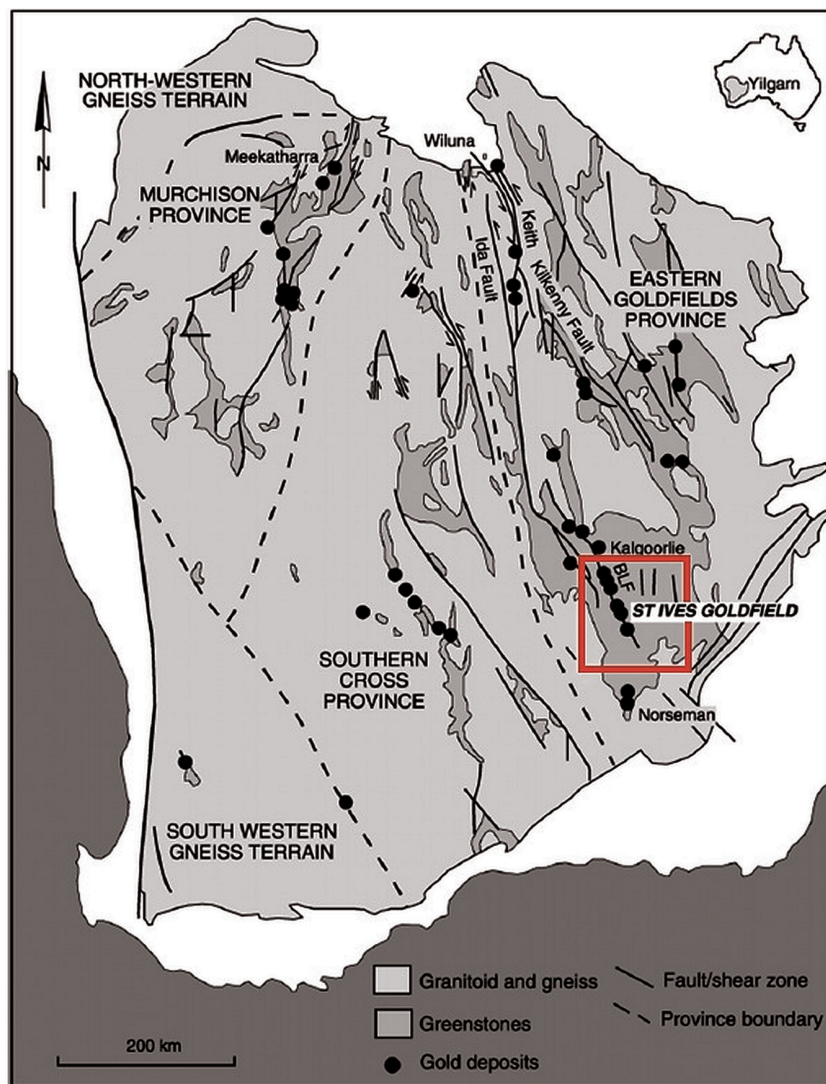 NORTH-WESTERN
GNEISS TERRAIN
Yilgarn
N
Meekatharra
Wiluna
MURCHISON
PROVINCE
Keith
Ida Fault
Kilkenny Fault
EASTERN
GOLDFIELDS
PROVINCE
Kalgoorlie
BLF
ST IVES GOLDFIELD
SOUTHERN
CROSS
PROVINCE
Norseman
SOUTH WESTERN
GNEISS TERRAIN
Granitoid and gneiss
Fault/shear zone
Greenstones
Province boundary
200 km
Gold deposits